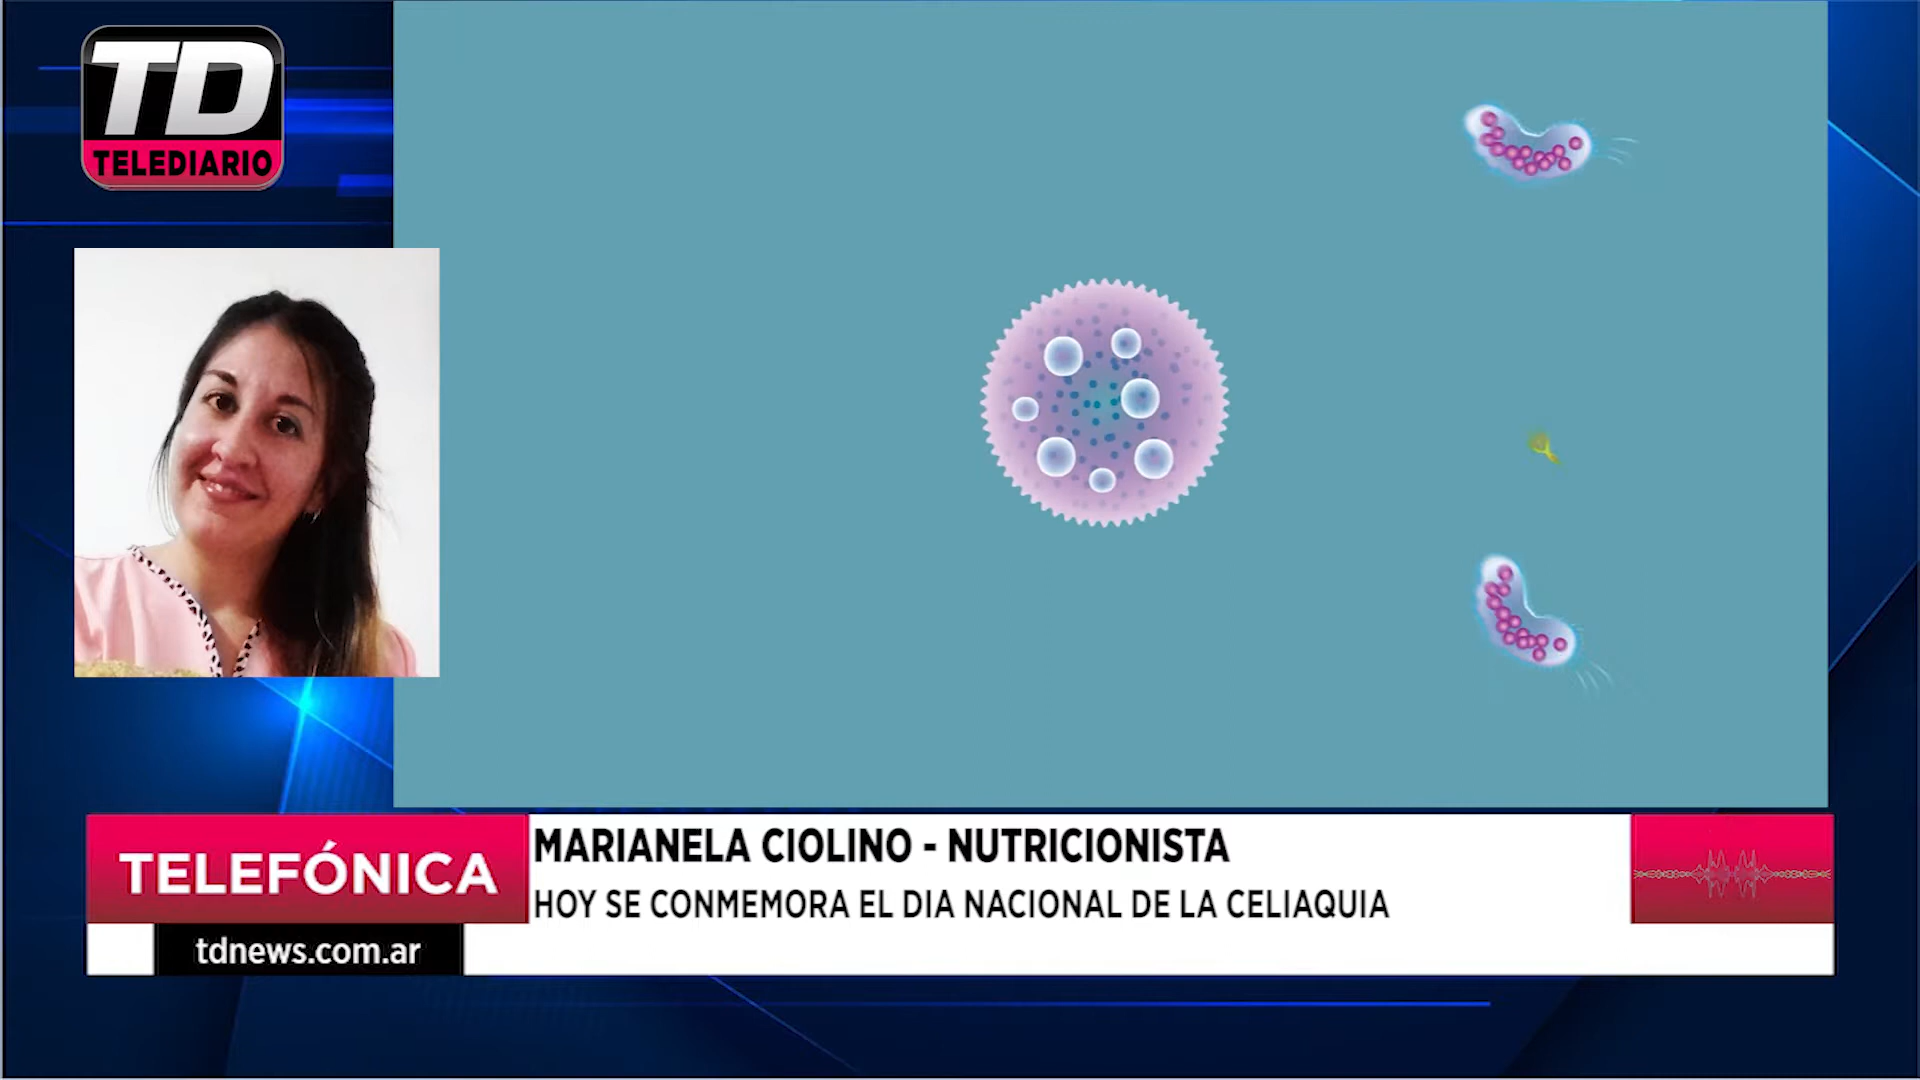 TD
TELEDIARIO
TELEFÓNICA
MARIANELA CIOLINO - NUTRICIONISTA
HOY SE CONMEMORA EL DIA NACIONAL DE LA CELIAQUIA
tdnews.com.ar